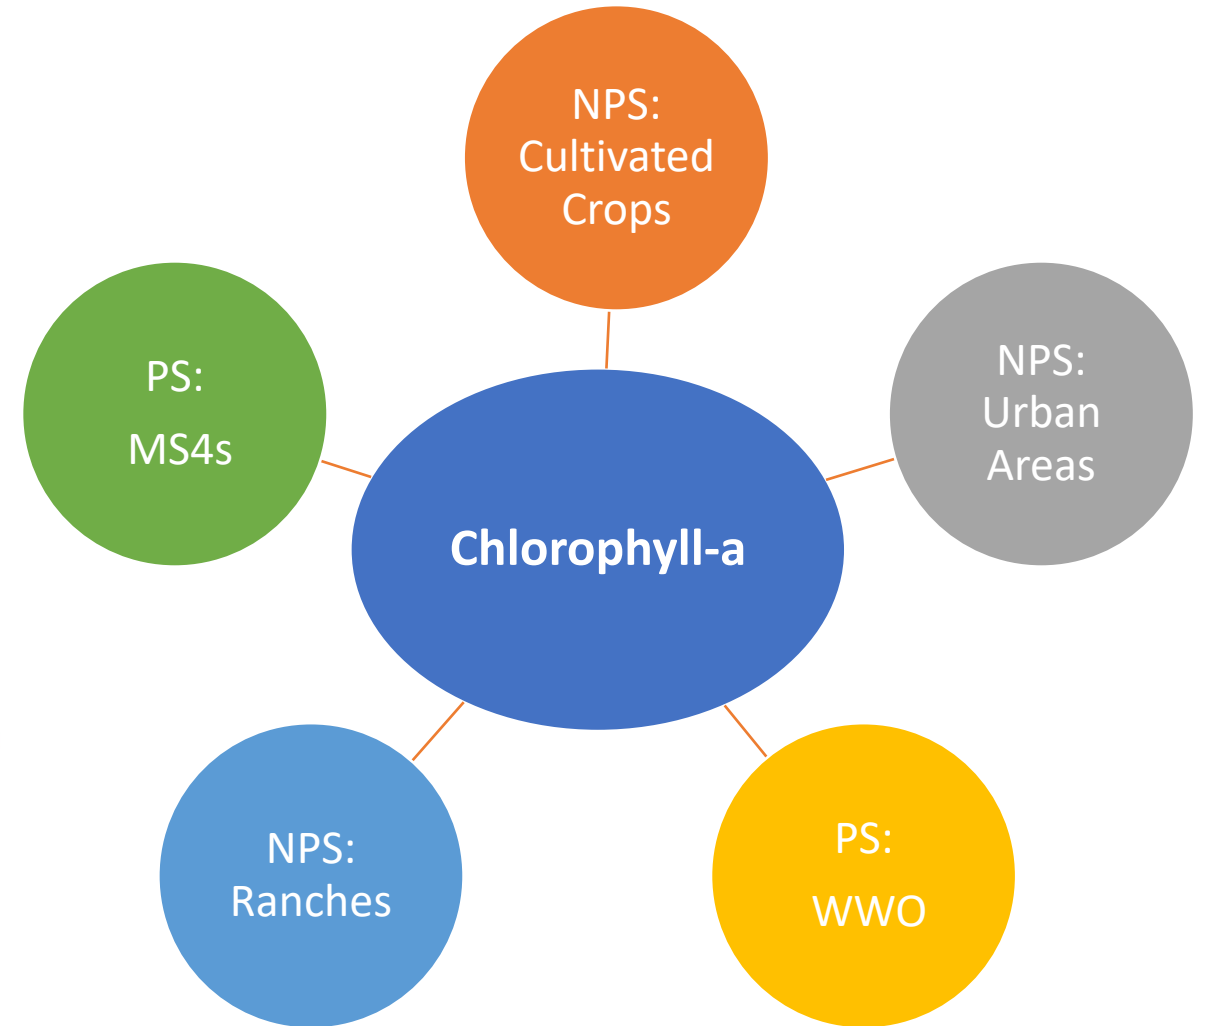 NPS:
Cultivated
Crops
PS:
MS4s
NPS:
Urban
Areas
Chlorophyll-a
NPS:
Ranches
PS:
WWO